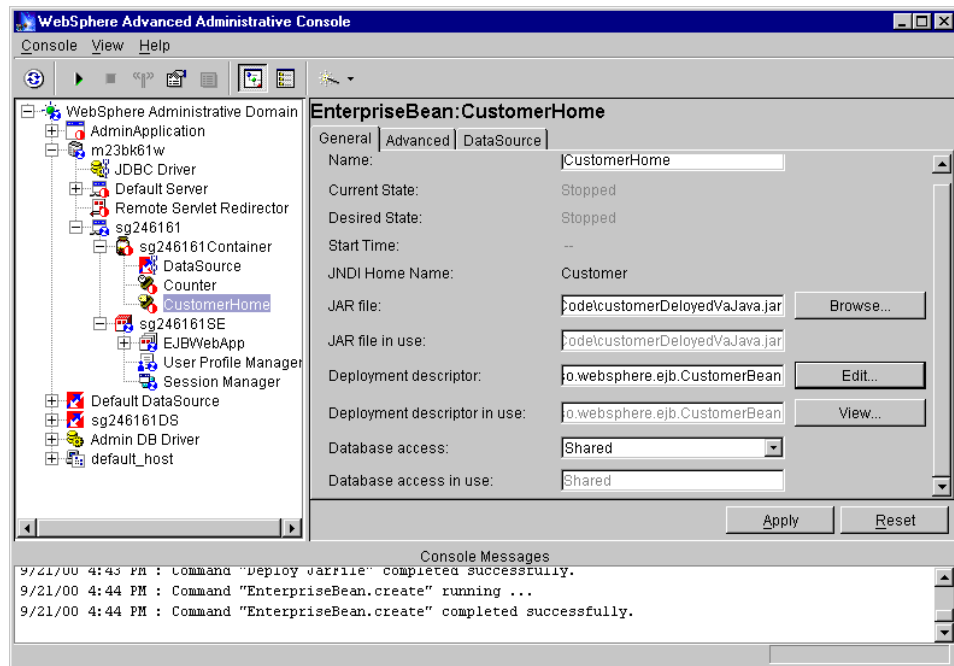 WebSphere Advanced Administrative Console
Console View Help
WebSphere Administrative Domain
AdminApplication
m23bk61w
JDBC Driver
Default Server
Remote Servlet Redirector
sg246161
sg246161Container
DataSource
Counter
CustomerHome
sg246161SE
EJBWebApp
User Profile Manager
Session Manager
Default DataSource
sg246161DS
Admin DB Driver
default_host
EnterpriseBean:CustomerHome
General Advanced DataSource
Name: CustomerHome
Current State: Stopped
Desired State: Stopped
Start Time: --
JNDI Home Name: Customer
JAR file: Code\customerDeloyedVaJava.jar Browse...
JAR file in use: Code\customerDeloyedVaJava.jar
Deployment descriptor: so.websphere.ejb.CustomerBean Edit...
Deployment descriptor in use: so.websphere.ejb.CustomerBean View...
Database access: Shared
Database access in use: Shared
Apply Reset
Console Messages
9/21/00 4:43 PM : Command "Deploy JarFile" completed successfully.
9/21/00 4:44 PM : Command "EnterpriseBean.create" running ...
9/21/00 4:44 PM : Command "EnterpriseBean.create" completed successfully.